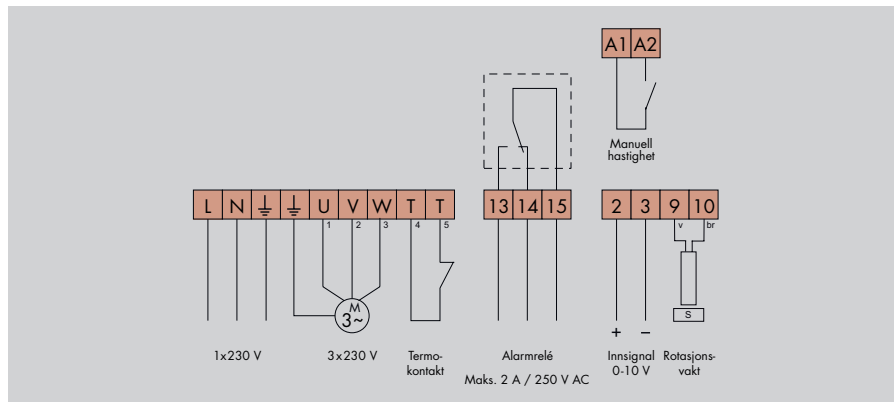 A1 A2
Manuell
hastighet
L N U V W T T
13 14 15
2 3 9 10
1 2 3 4 5
v br
M
3~
S
+ −
1x230 V
3x230 V
Termo-
kontakt
Alarmrelé
Maks. 2 A / 250 V AC
Innsignal
0-10 V
Rotasjons-
vakt